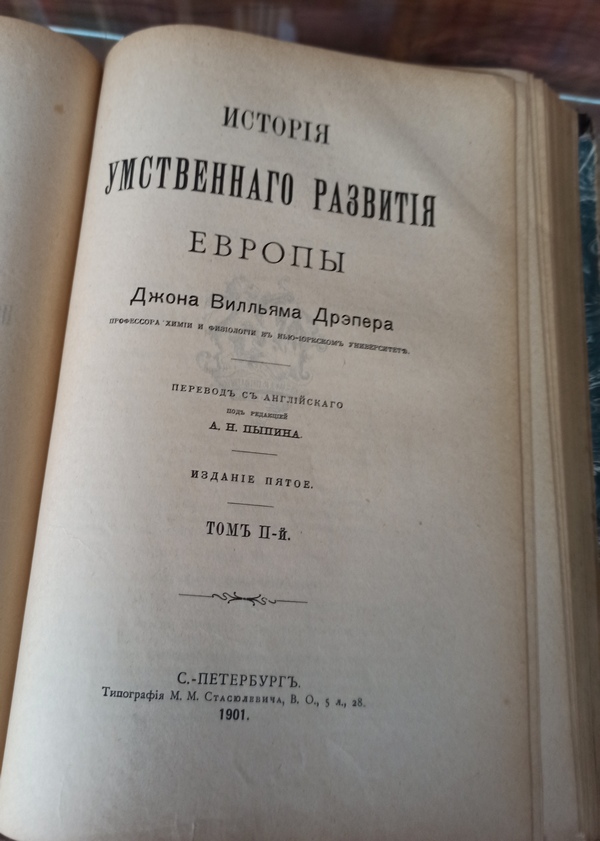 ИСТОРІЯ
УМСТВЕННАГО РАЗВИТІЯ
ЕВРОПЫ
Джона Вилльяма Дрэпера
ПРОФЕССОРА ХИМІИ И ФИЗІОЛОГІИ ВЪ НЬЮ-ІОРКСКОМЪ УНИВЕРСИТЕТѢ.
ПЕРЕВОДЪ СЪ АНГЛІЙСКАГО
ПОДЪ РЕДАКЦІЕЙ
А. Н. ПЫПИНА.
ИЗДАНІЕ ПЯТОЕ.
ТОМЪ II-й.
С.-ПЕТЕРБУРГЪ.
Типографія М. М. Стасюлевича, В. О., 5 л., 28.
1901.